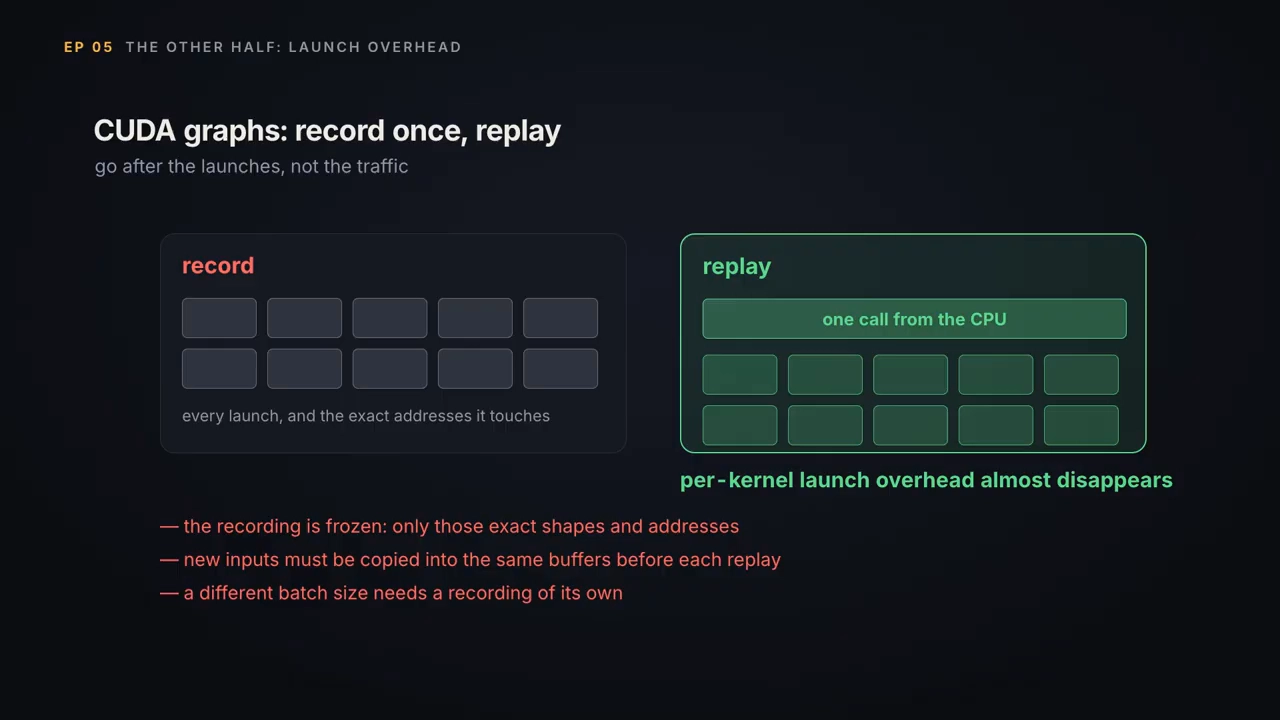 EP 05 THE OTHER HALF: LAUNCH OVERHEAD
CUDA graphs: record once, replay
go after the launches, not the traffic
record
every launch, and the exact addresses it touches
replay
one call from the CPU
per-kernel launch overhead almost disappears
— the recording is frozen: only those exact shapes and addresses
— new inputs must be copied into the same buffers before each replay
— a different batch size needs a recording of its own